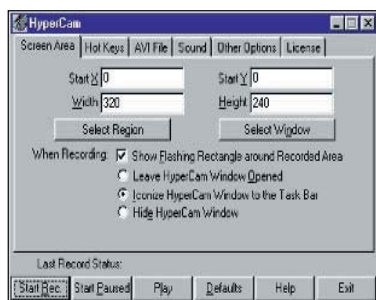 HyperCam
Screen Area Hot Keys AVI File Sound Other Options License
Start X 0 Start Y 0
Width 320 Height 240
Select Region Select Window
When Recording: Show Flashing Rectangle around Recorded Area
Leave HyperCam Window Opened
Iconize HyperCam Window to the Task Bar
Hide HyperCam Window
Last Record Status:
Start Rec. Start Paused Play Defaults Help Exit